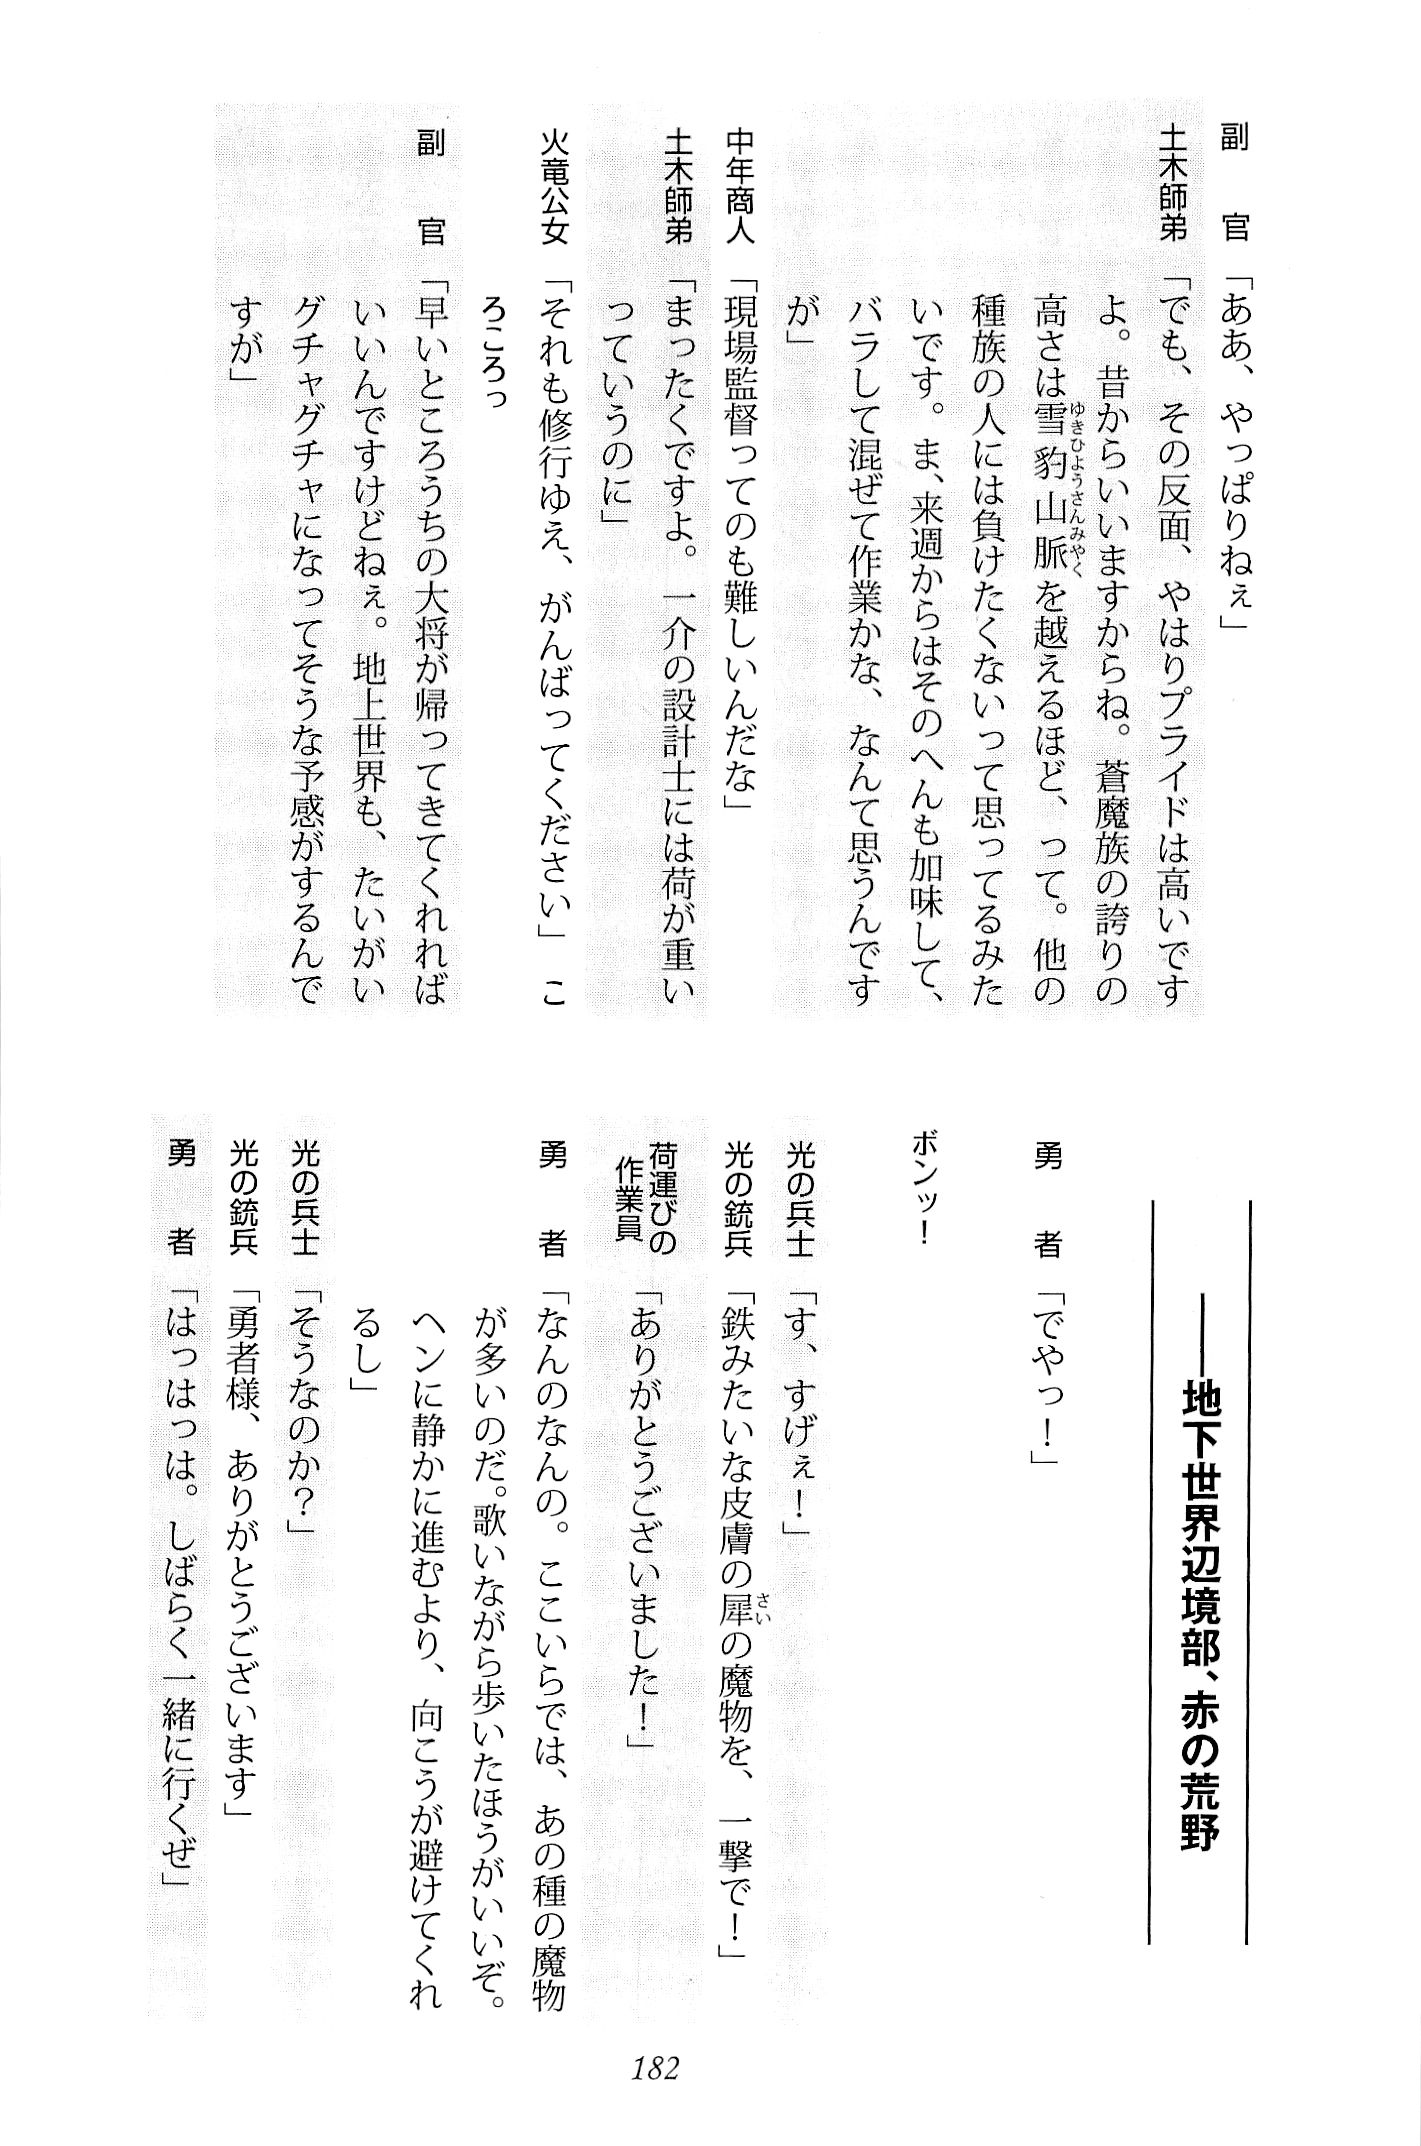 副官「ああ、やっぱりねぇ」
土木師弟「でも、その反面、やはりプライドは高いです
よ。昔からいいますからね。蒼魔族の誇りの
高さは雪豹山脈を越えるほど、って。他の
種族の人には負けたくないって思ってるみた
いです。ま、来週からはそのへんも加味して、
バラして混ぜて作業かな、なんて思うんです
が」
中年商人「現場監督ってのも難しいんだな」
土木師弟「まったくですよ。一介の設計士には荷が重い
っていうのに」
火竜公女「それも修行ゆえ、がんばってください」　こ
ろころっ
副官「早いところうちの大将が帰ってきてくれれば
いいんですけどねぇ。地上世界も、たいがい
グチャグチャになってそうな予感がするんで
すが」
――地下世界辺境部、赤の荒野
勇者「でやっ！」
ボンッ！
光の兵士「す、すげぇ！」
光の銃兵「鉄みたいな皮膚の犀の魔物を、一撃で！」
荷運びの作業員「ありがとうございました！」
勇者「なんのなんの。ここいらでは、あの種の魔物
が多いのだ。歌いながら歩いたほうがいいぞ。
ヘンに静かに進むより、向こうが避けてくれ
るし」
光の兵士「そうなのか？」
光の銃兵「勇者様、ありがとうございます」
勇者「はっはっは。しばらく一緒に行くぜ」
182